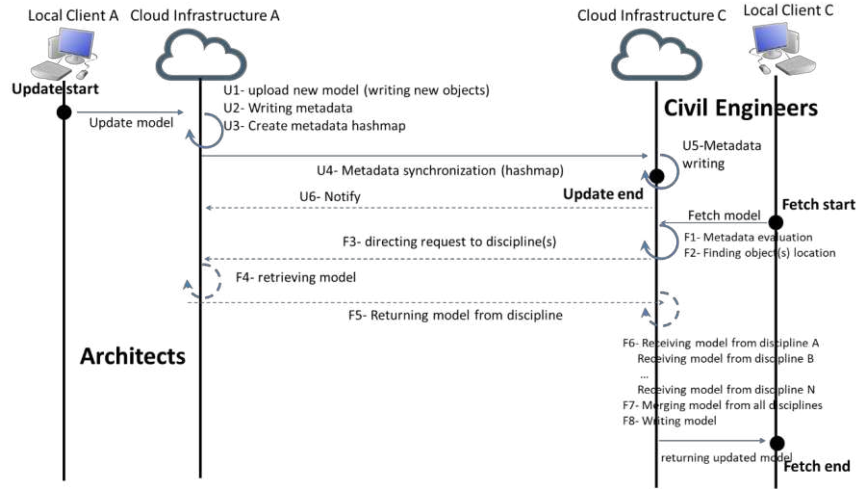 Local Client A
Cloud Infrastructure A
Cloud Infrastructure C
Local Client C
Update start
U1- upload new model (writing new objects)
U2- Writing metadata
U3- Create metadata hashmap
Update model
Civil Engineers
U5-Metadata
writing
U4- Metadata synchronization (hashmap)
Update end
U6- Notify
Fetch start
Fetch model
F1- Metadata evaluation
F2- Finding object(s) location
F3- directing request to discipline(s)
F4- retrieving model
F5- Returning model from discipline
Architects
F6- Receiving model from discipline A
Receiving model from discipline B
...
Receiving model from discipline N
F7- Merging model from all disciplines
F8- Writing model
returning updated model
Fetch end